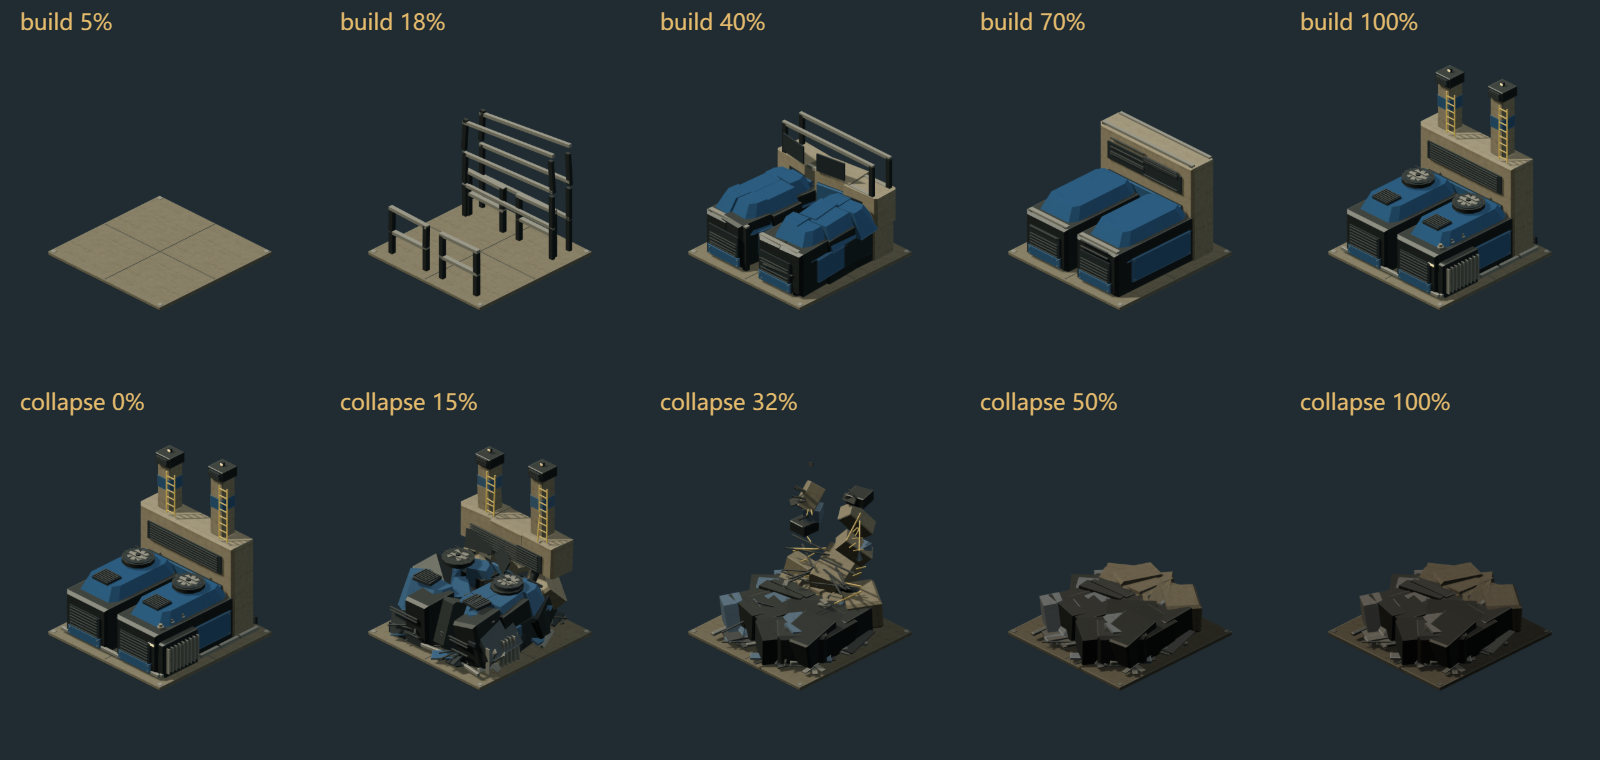 build 5%
build 18%
build 40%
build 70%
build 100%
collapse 0%
collapse 15%
collapse 32%
collapse 50%
collapse 100%